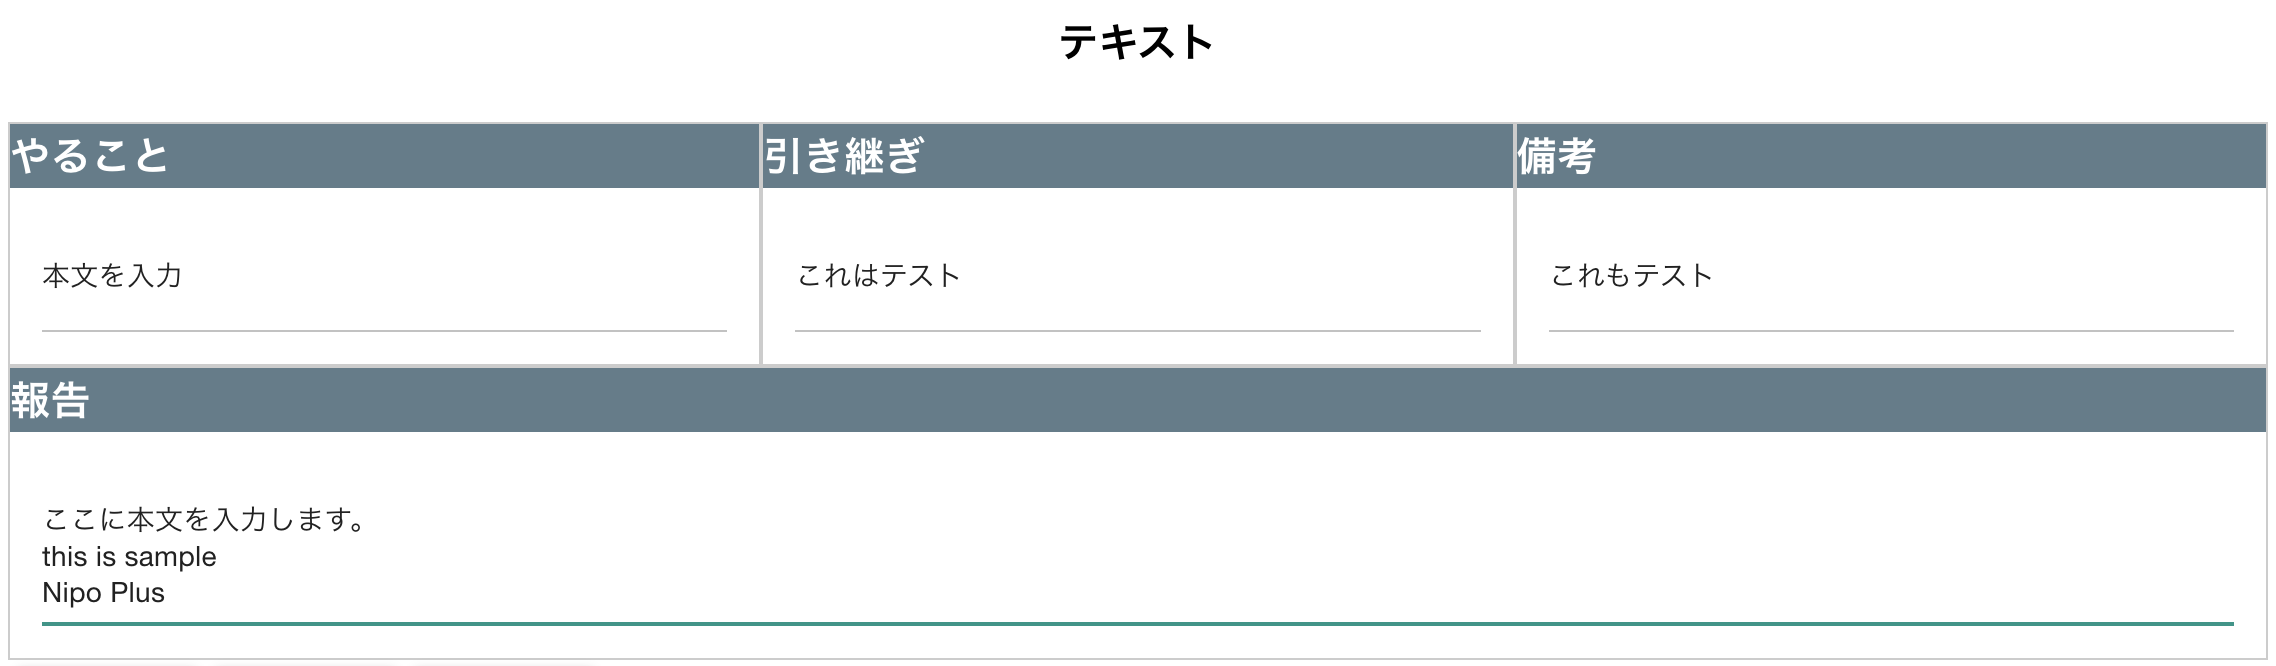 テキスト
やること
引き継ぎ
備考
本文を入力
これはテスト
これもテスト
報告
ここに本文を入力します。
this is sample
Nipo Plus